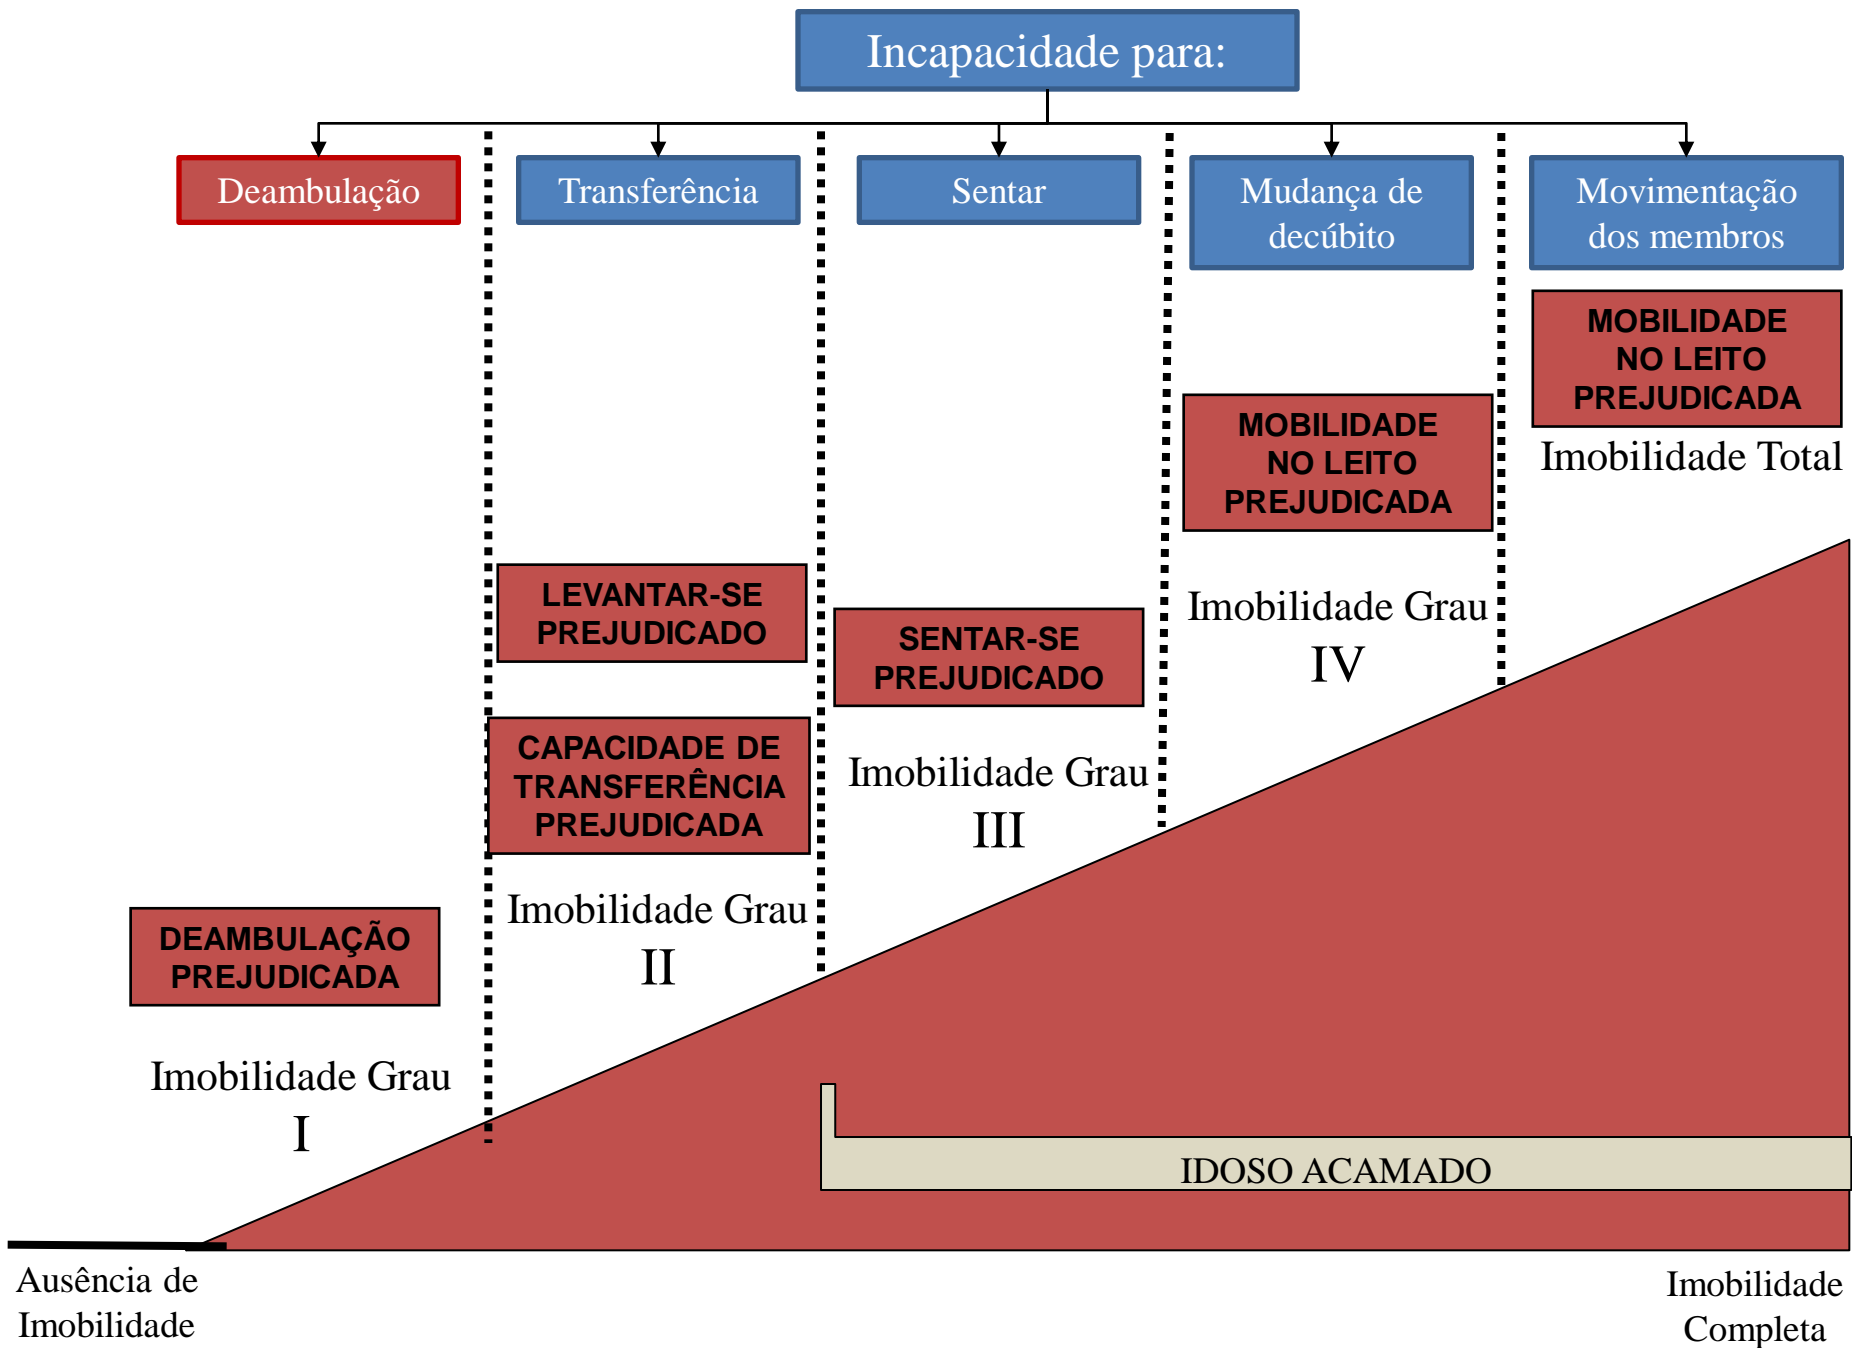 Incapacidade para:
Deambulação
Transferência
Sentar
Mudança de
decúbito
Movimentação
dos membros
MOBILIDADE
NO LEITO
PREJUDICADA
Imobilidade Total
MOBILIDADE
NO LEITO
PREJUDICADA
Imobilidade Grau
IV
LEVANTAR-SE
PREJUDICADO
SENTAR-SE
PREJUDICADO
CAPACIDADE DE
TRANSFERÊNCIA
PREJUDICADA
Imobilidade Grau
III
Imobilidade Grau
II
DEAMBULAÇÃO
PREJUDICADA
Imobilidade Grau
I
IDOSO ACAMADO
Ausência de
Imobilidade
Imobilidade
Completa